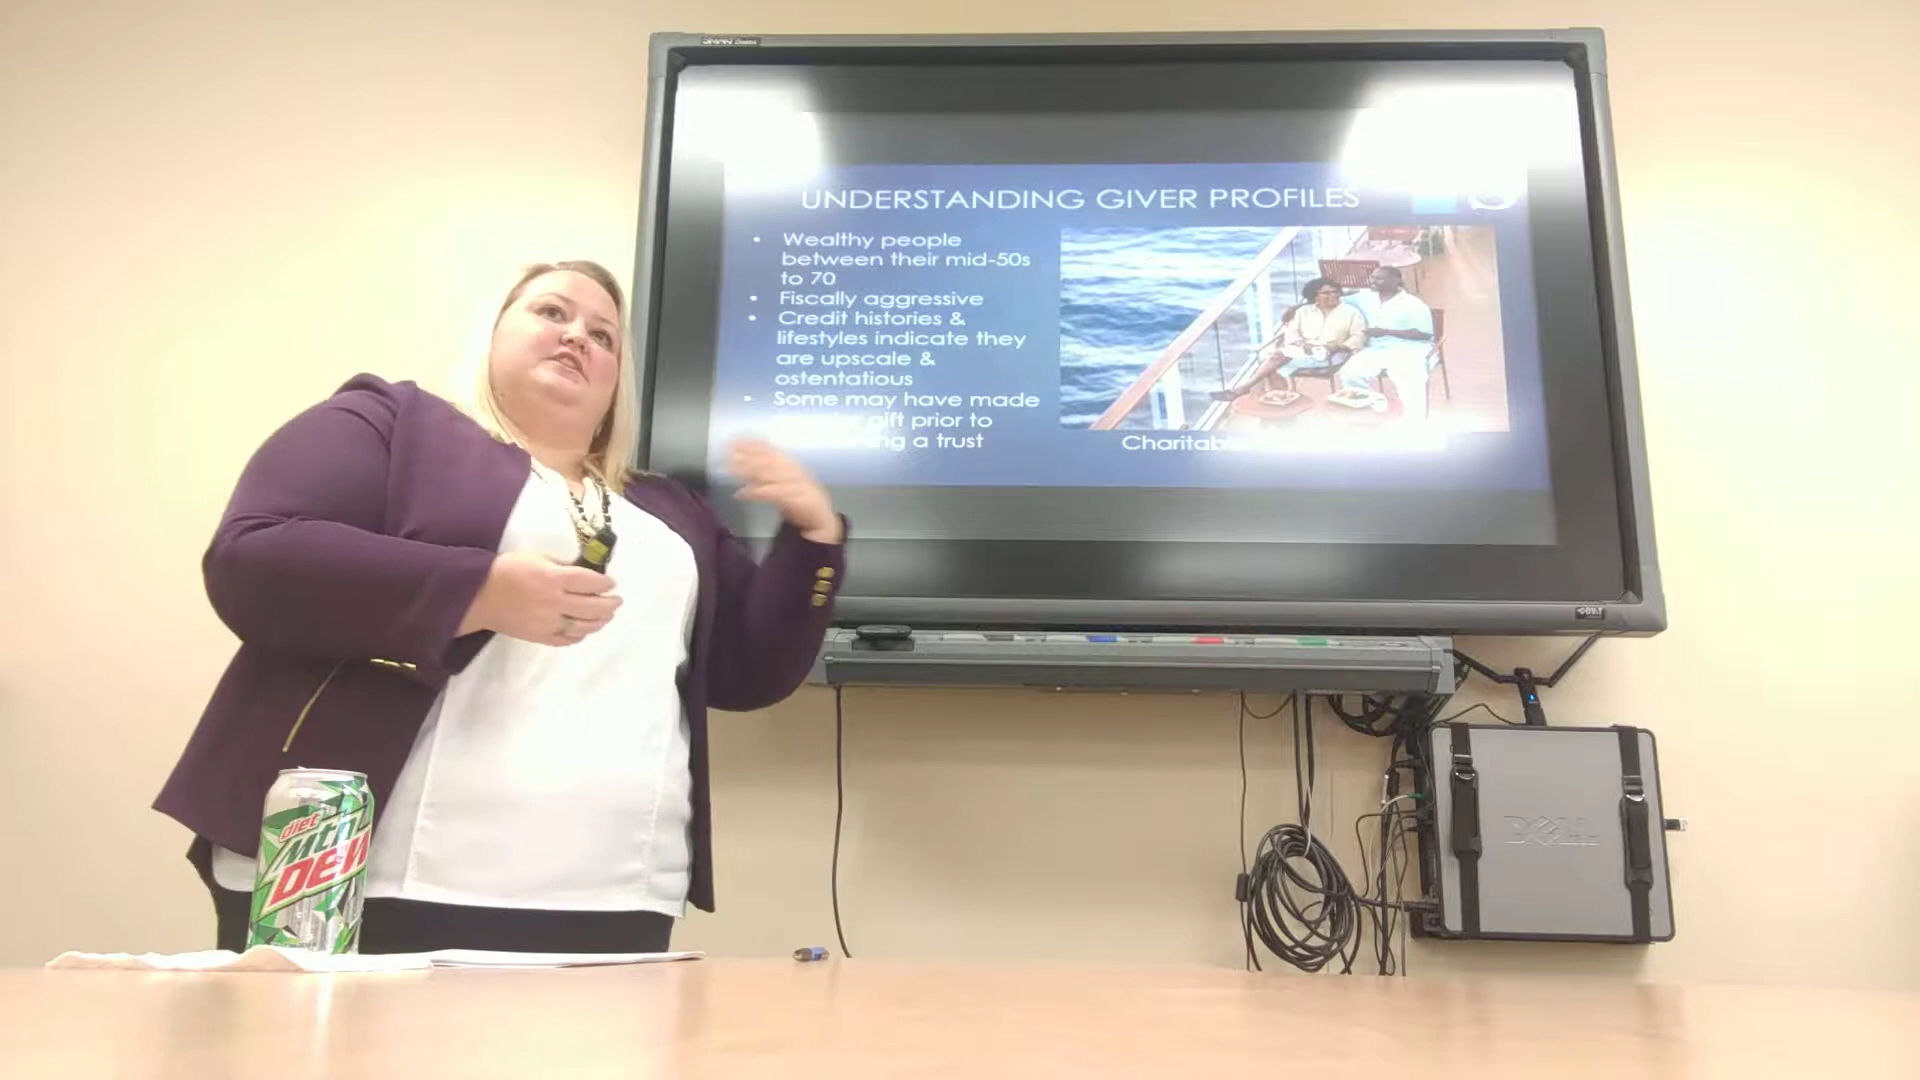 UNDERSTANDING GIVER PROFILES
• Wealthy people
between their mid-50s
to 70
• Fiscally aggressive
• Credit histories &
lifestyles indicate they
are upscale &
ostentatious
• Some may have made
gift prior to
a trust
diet
mtn
DEW
DELL